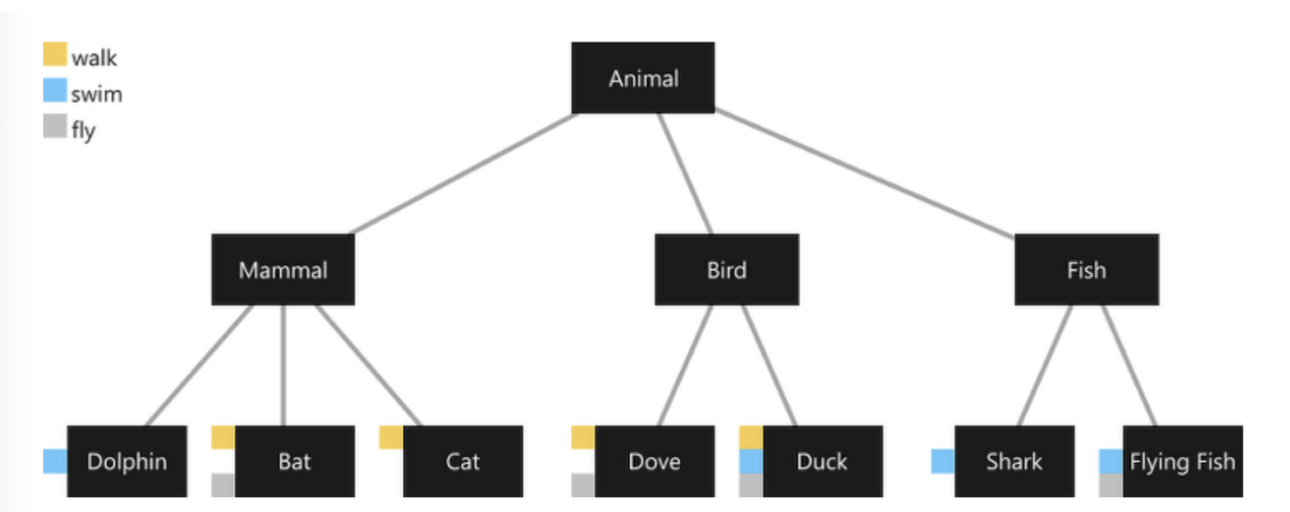 walk
swim
fly
Animal
Mammal
Bird
Fish
Dolphin
Bat
Cat
Dove
Duck
Shark
Flying Fish